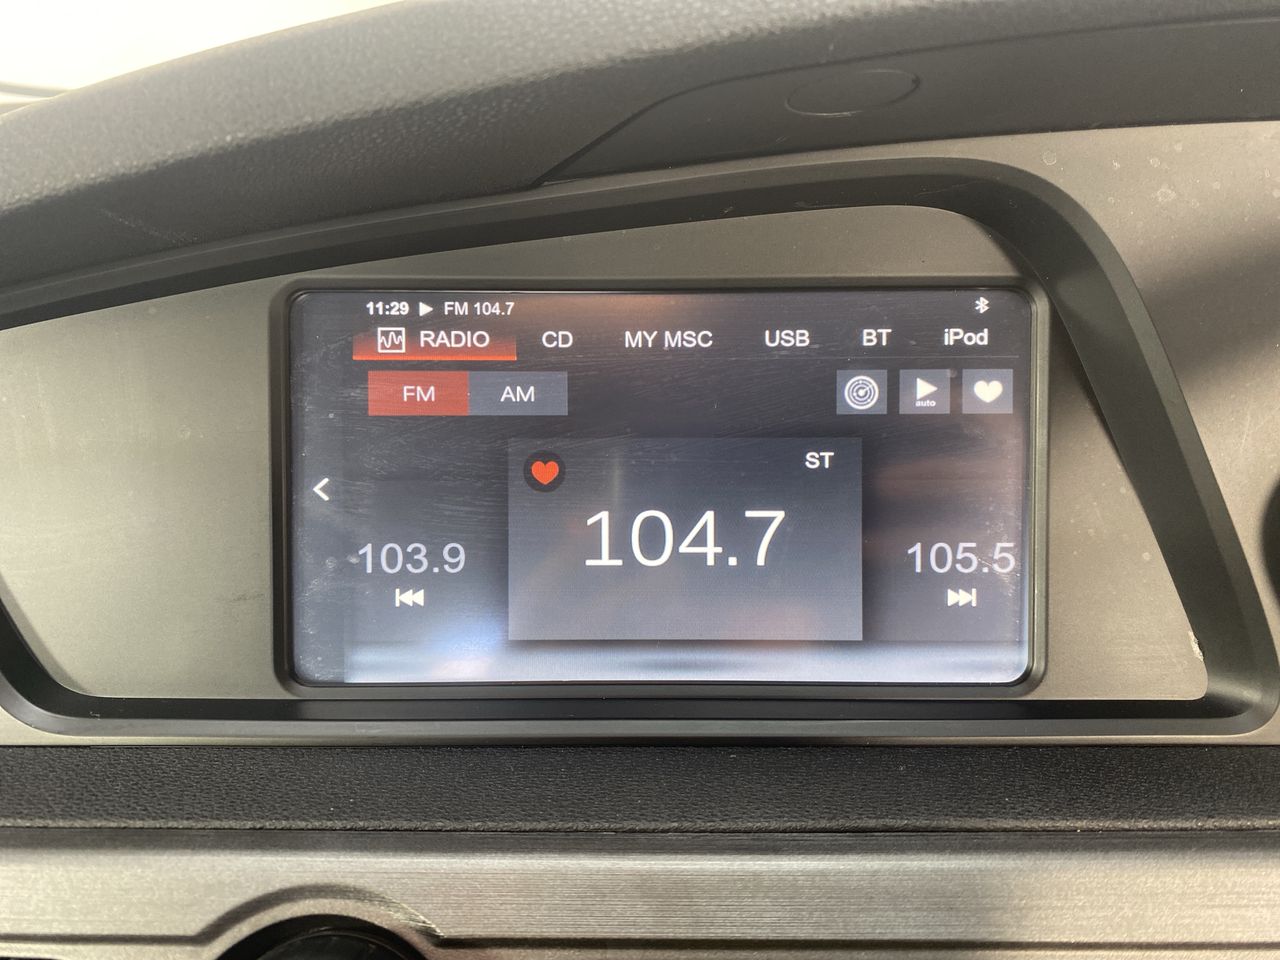 11:29 FM 104.7
RADIO CD MY MSC USB BT iPod
FM AM auto
ST
104.7
103.9 105.5